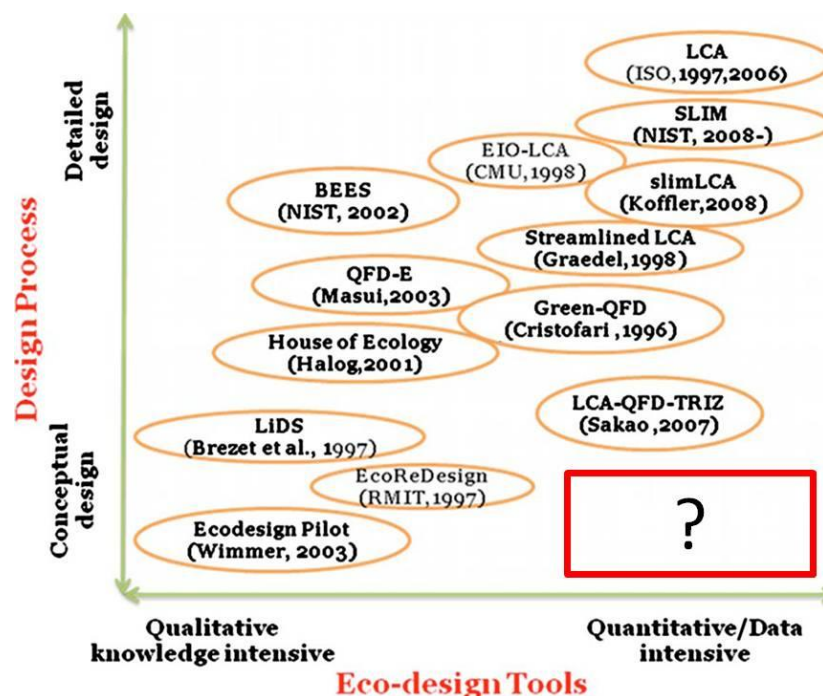 LCA
(ISO, 1997,2006)
SLIM
(NIST, 2008-)
EIO-LCA
(CMU, 1998)
slimLCA
(Koffler,2008)
BEES
(NIST, 2002)
Streamlined LCA
(Graedel,1998)
QFD-E
(Masui,2003)
Green-QFD
(Cristofari ,1996)
House of Ecology
(Halog,2001)
LCA-QFD-TRIZ
(Sakao ,2007)
LiDS
(Brezet et al., 1997)
EcoReDesign
(RMIT,1997)
Ecodesign Pilot
(Wimmer, 2003)
?
Detailed
design
Design Process
Conceptual
design
Qualitative
knowledge intensive
Quantitative/Data
intensive
Eco-design Tools